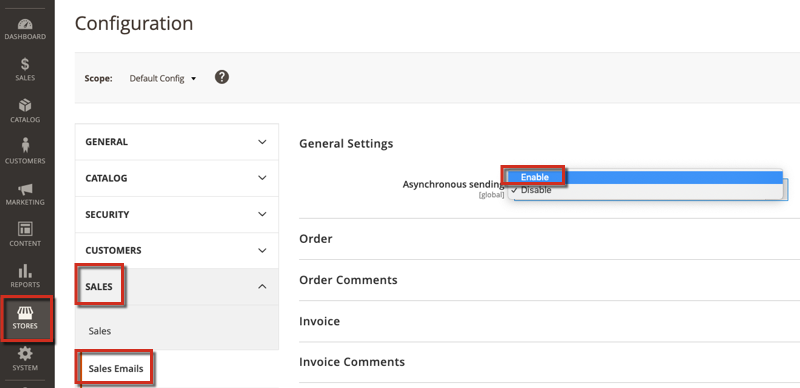 Configuration
DASHBOARD
SALES
CATALOG
CUSTOMERS
MARKETING
CONTENT
REPORTS
STORES
SYSTEM
Scope: Default Config ?
GENERAL
CATALOG
SECURITY
CUSTOMERS
SALES
Sales
Sales Emails
General Settings
Asynchronous sending
[global]
Enable
✓ Disable
Order
Order Comments
Invoice
Invoice Comments